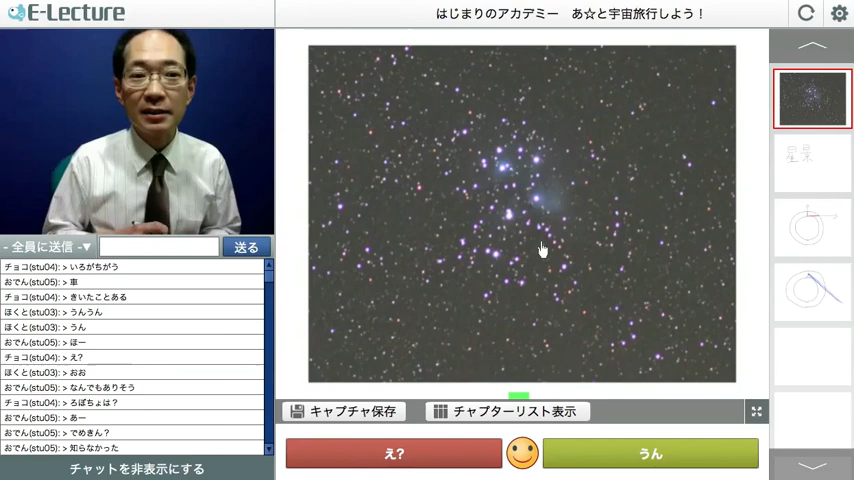 E-Lecture
はじまりのアカデミー　あ☆と宇宙旅行しよう！
- 全員に送信 -▼
送る
チョコ(stu04): > いろがちがう
おでん(stu05): > 車
チョコ(stu04): > きいたことある
ほくと(stu03): > うんうん
ほくと(stu03): > うん
おでん(stu05): > ほー
チョコ(stu04): > え?
ほくと(stu03): > おお
おでん(stu05): > なんでもありそう
チョコ(stu04): > ろぼちょは？
おでん(stu05): > あー
おでん(stu05): > でめきん？
おでん(stu05): > 知らなかった
チャットを非表示にする
キャプチャ保存
チャプターリスト表示
え?
うん
星景